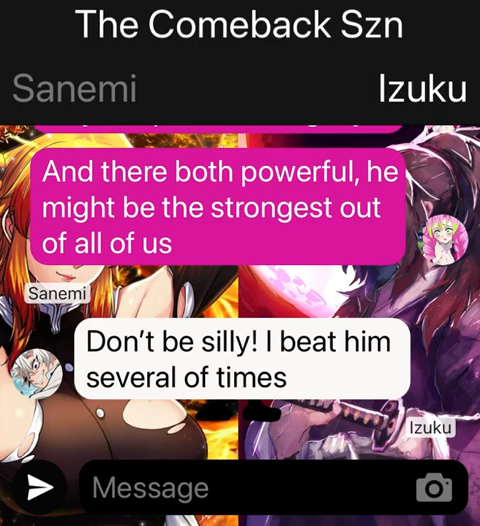 The Comeback Szn
Sanemi
Izuku
And there both powerful, he
might be the strongest out
of all of us
Sanemi
Don’t be silly! I beat him
several of times
Izuku
Message